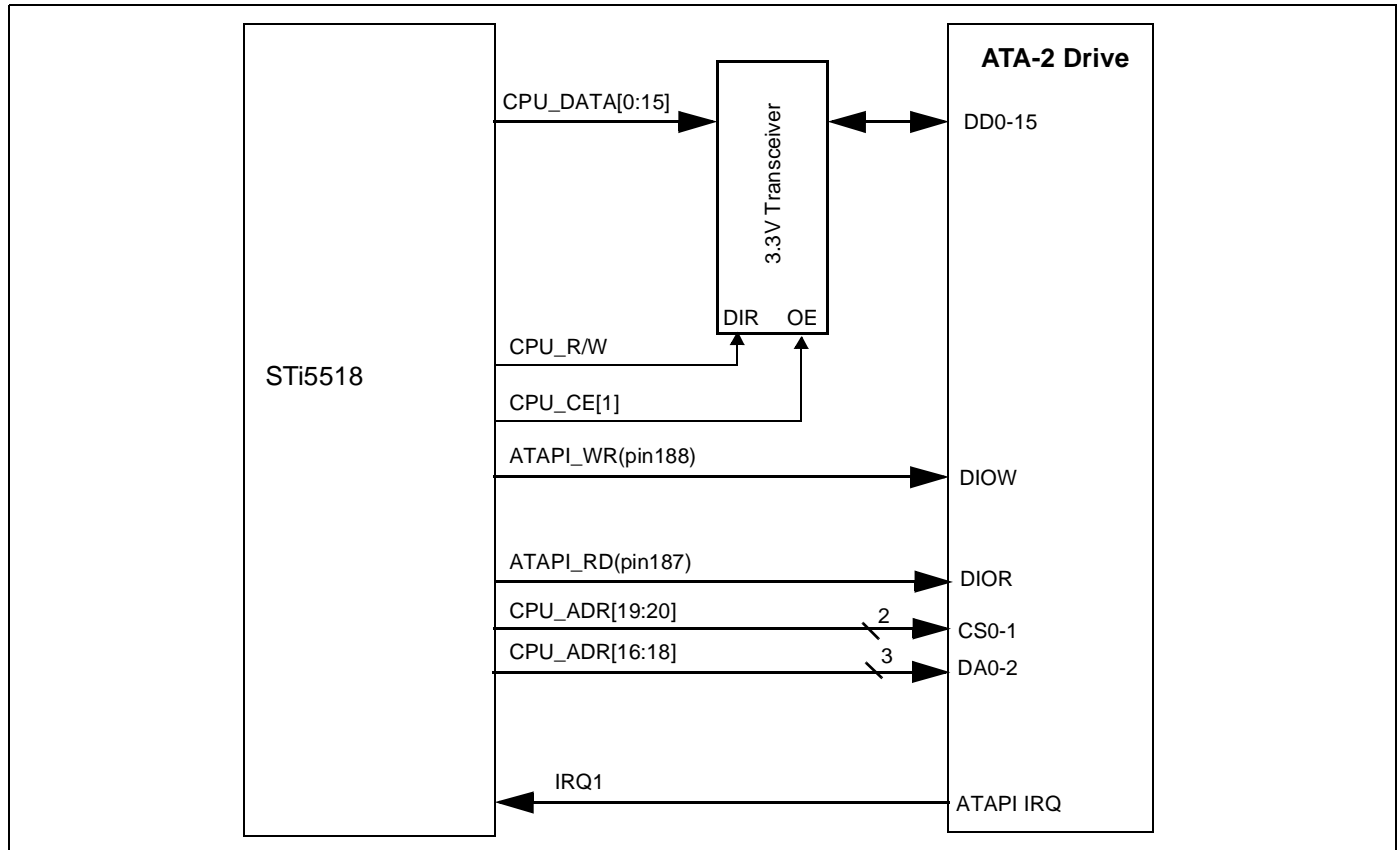 ATA-2 Drive
CPU_DATA[0:15]
3.3V Transceiver
DD0-15
DIR OE
CPU_R/W
STi5518
CPU_CE[1]
ATAPI_WR(pin188)
DIOW
ATAPI_RD(pin187)
DIOR
CPU_ADR[19:20]
2
CS0-1
CPU_ADR[16:18]
3
DA0-2
IRQ1
ATAPI IRQ